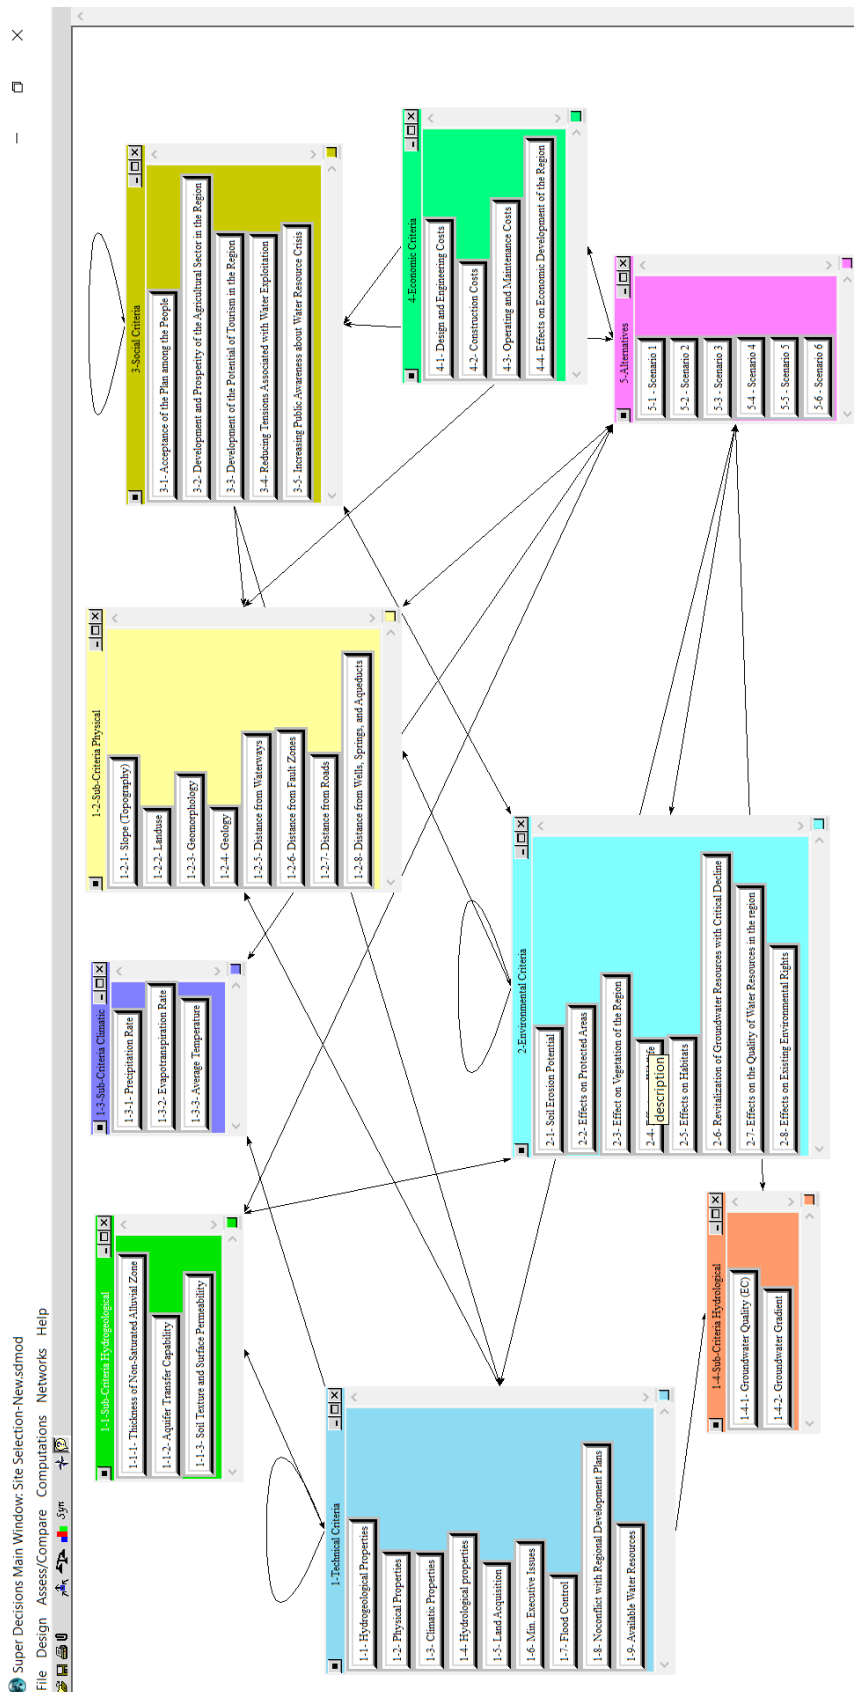 Super Decisions Main Window: Site Selection-New.sdmod
File Design Assess/Compare Computations Networks Help
Syn
1-1-Sub-Criteria Hydrogeological
1-1-1- Thickness of Non-Saturated Alluvial Zone
1-1-2- Aquifer Transfer Capability
1-1-3- Soil Texture and Surface Permeability
1-3-Sub-Criteria Climatic
1-3-1- Precipitation Rate
1-3-2- Evapotranspiration Rate
1-3-3- Average Temperature
1-2-Sub-Criteria Physical
1-2-1- Slope (Topography)
1-2-2- Landuse
1-2-3- Geomorphology
1-2-4- Geology
1-2-5- Distance from Waterways
1-2-6- Distance from Fault Zones
1-2-7- Distance from Roads
1-2-8- Distance from Wells, Springs, and Aqueducts
3-Social Criteria
3-1- Acceptance of the Plan among the People
3-2- Development and Prosperity of the Agricultural Sector in the Region
3-3- Development of the Potential of Tourism in the Region
3-4- Reducing Tensions Associated with Water Exploitation
3-5- Increasing Public Awareness about Water Resource Crisis
1-Technical Criteria
1-1- Hydrogeological Properties
1-2- Physical Properties
1-3- Climatic Properties
1-4- Hydrological properties
1-5- Land Acquisition
1-6- Min. Executive Issues
1-7- Flood Control
1-8- Noconflict with Regional Development Plans
1-9- Available Water Resources
2-Environmental Criteria
2-1- Soil Erosion Potential
2-2- Effects on Protected Areas
2-3- Effect on Vegetation of the Region
2-4-
description
2-5- Effects on Habitats
2-6- Revitalization of Groundwater Resources with Critical Decline
2-7- Effects on the Quality of Water Resources in the region
2-8- Effects on Existing Environmental Rights
4-Economic Criteria
4-1- Design and Engineering Costs
4-2- Construction Costs
4-3- Operating and Maintenance Costs
4-4- Effects on Economic Development of the Region
5-Alternatives
5-1 - Scenario 1
5-2 - Scenario 2
5-3 - Scenario 3
5-4 - Scenario 4
5-5 - Scenario 5
5-6 - Scenario 6
1-4-Sub-Criteria Hydrological
1-4-1- Groundwater Quality (EC)
1-4-2- Groundwater Gradient